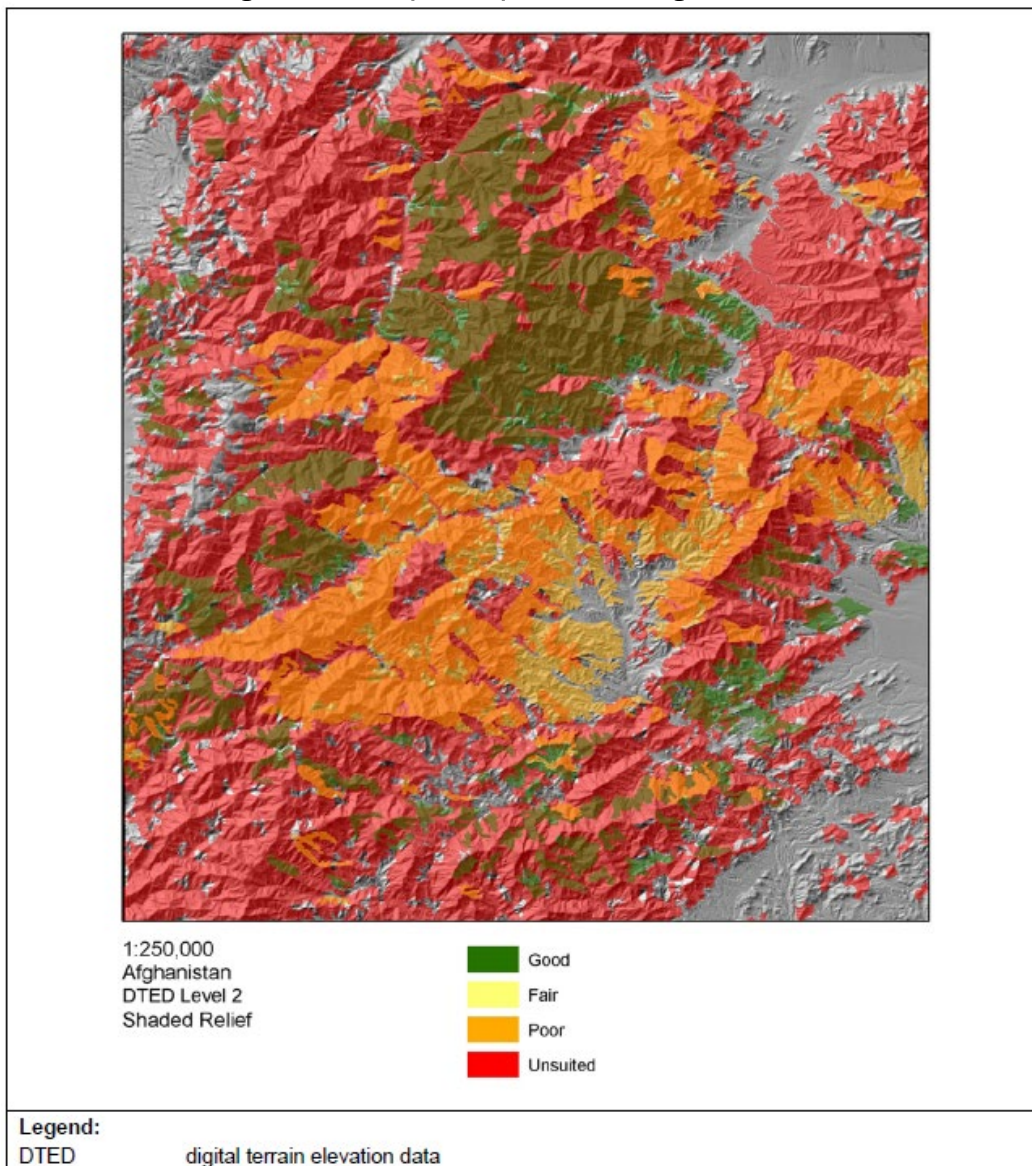 1:250,000
Afghanistan
DTED Level 2
Shaded Relief
Good
Fair
Poor
Unsuited
Legend:
DTED digital terrain elevation data